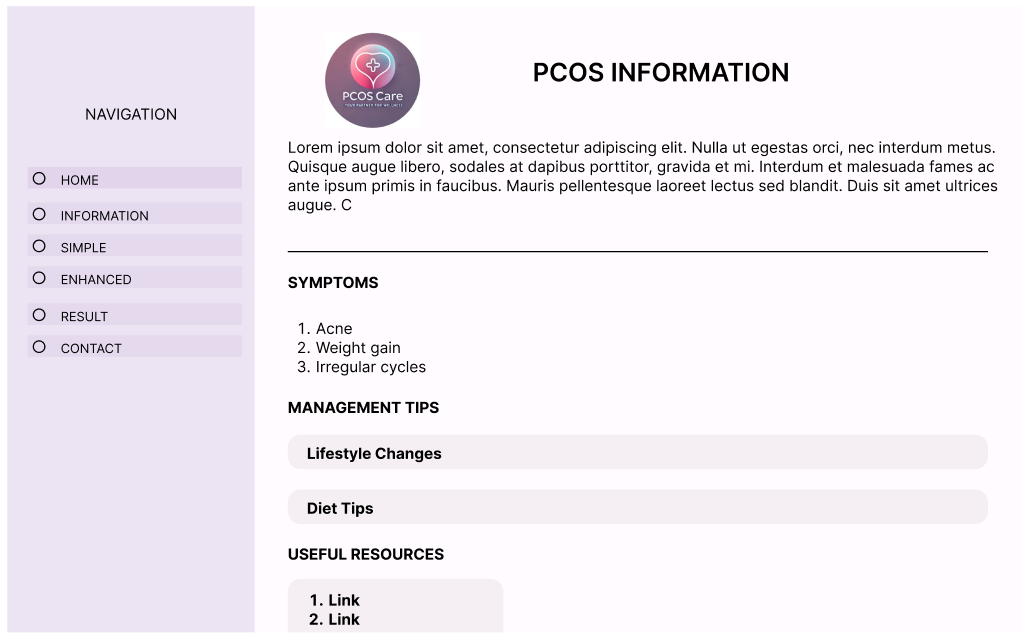 NAVIGATION
HOME
INFORMATION
SIMPLE
ENHANCED
RESULT
CONTACT
PCOS Care
YOUR PARTNER FOR WELLNESS
PCOS INFORMATION
Lorem ipsum dolor sit amet, consectetur adipiscing elit. Nulla ut egestas orci, nec interdum metus.
Quisque augue libero, sodales at dapibus porttitor, gravida et mi. Interdum et malesuada fames ac
ante ipsum primis in faucibus. Mauris pellentesque laoreet lectus sed blandit. Duis sit amet ultrices
augue. C
SYMPTOMS
1. Acne
2. Weight gain
3. Irregular cycles
MANAGEMENT TIPS
Lifestyle Changes
Diet Tips
USEFUL RESOURCES
1. Link
2. Link